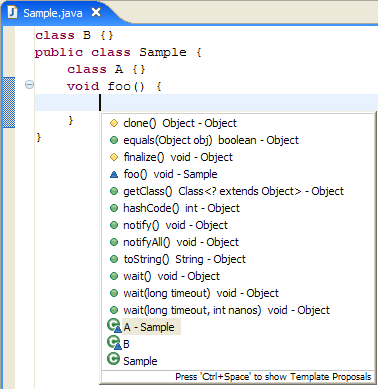 Sample.java
class B {}
public class Sample {
class A {}
void foo() {
clone() Object - Object
equals(Object obj) boolean - Object
finalize() void - Object
foo() void - Sample
getClass() Class<? extends Object> - Object
hashCode() int - Object
notify() void - Object
notifyAll() void - Object
toString() String - Object
wait() void - Object
wait(long timeout) void - Object
wait(long timeout, int nanos) void - Object
A - Sample
B
Sample
Press 'Ctrl+Space' to show Template Proposals
}
}